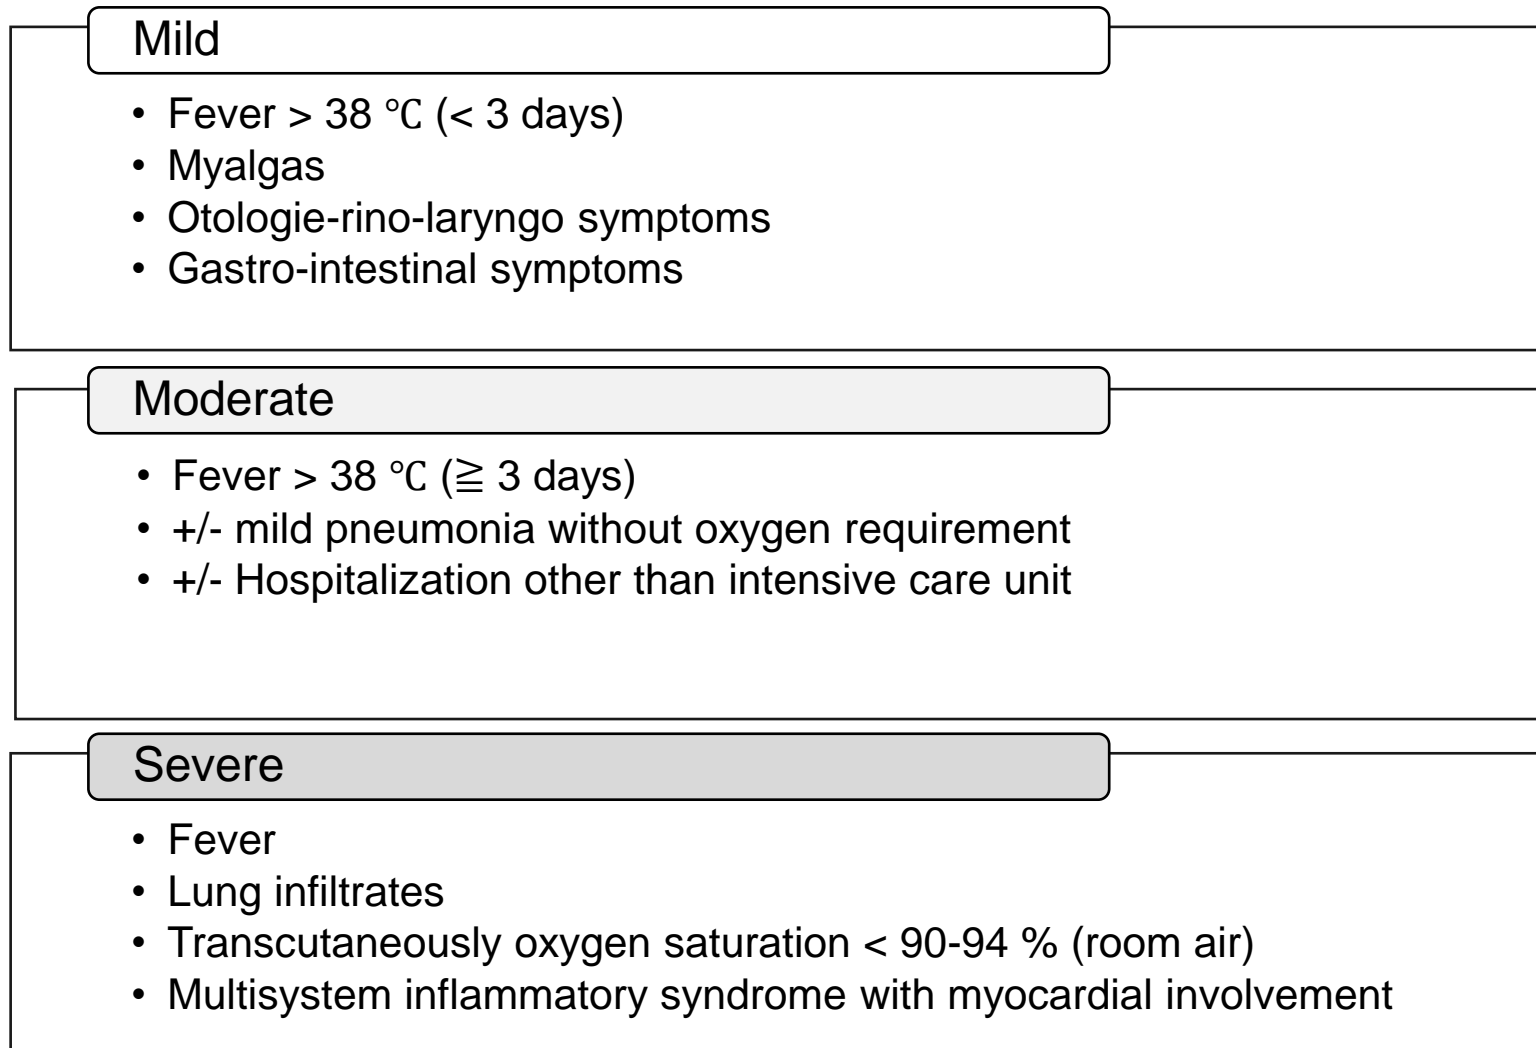 Mild
• Fever > 38 ℃ (< 3 days)
• Myalgas
• Otologie-rino-laryngo symptoms
• Gastro-intestinal symptoms
Moderate
• Fever > 38 ℃ (≧ 3 days)
• +/- mild pneumonia without oxygen requirement
• +/- Hospitalization other than intensive care unit
Severe
• Fever
• Lung infiltrates
• Transcutaneously oxygen saturation < 90-94 % (room air)
• Multisystem inflammatory syndrome with myocardial involvement